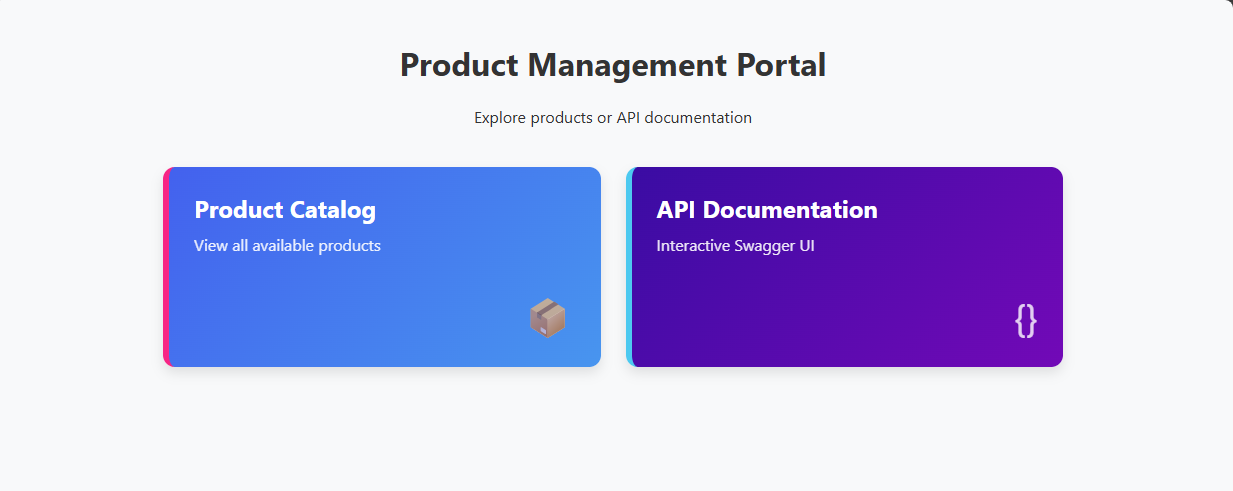 Product Management Portal
Explore products or API documentation
Product Catalog
View all available products
API Documentation
Interactive Swagger UI
{}